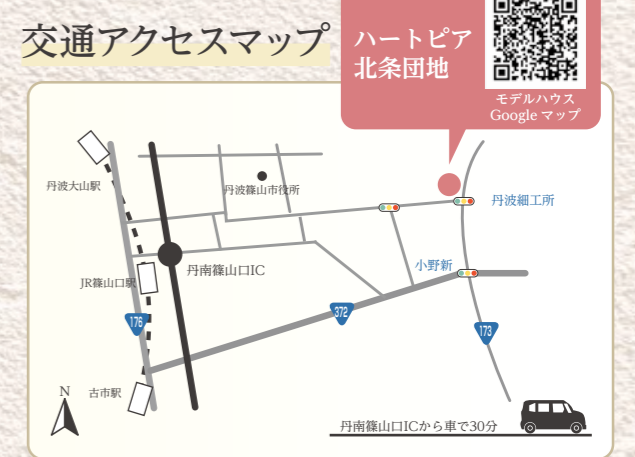 交通アクセスマップ
ハートピア
北条団地
モデルハウス
Google マップ
丹波大山駅
丹波篠山市役所
丹波細工所
小野新
丹南篠山口IC
JR篠山口駅
176
372
173
古市駅
N
丹南篠山口ICから車で30分